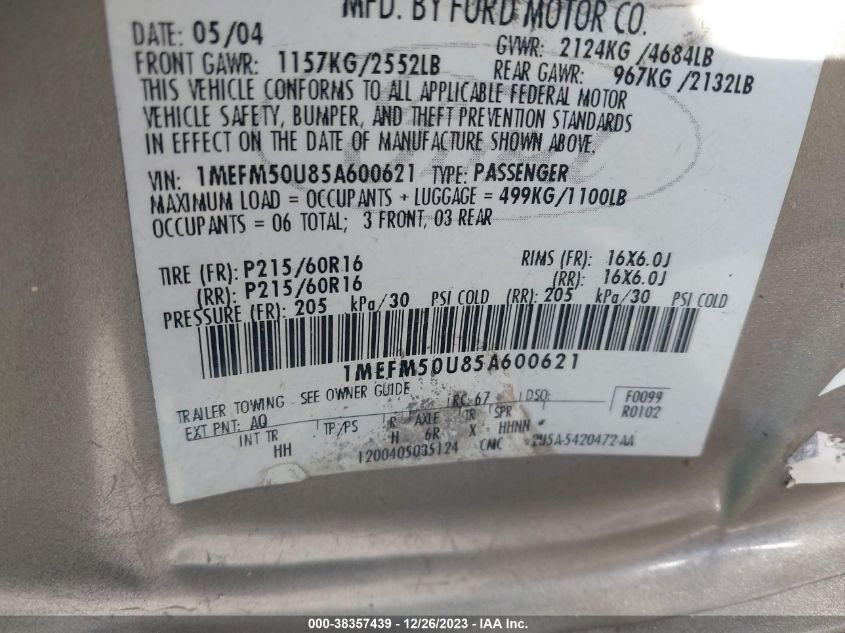 MFD. BY FORD MOTOR CO.
DATE: 05/04 GVWR: 2124KG /4684LB
FRONT GAWR: 1157KG/2552LB REAR GAWR: 967KG /2132LB
THIS VEHICLE CONFORMS TO ALL APPLICABLE FEDERAL MOTOR
VEHICLE SAFETY, BUMPER, AND THEFT PREVENTION STANDARDS
IN EFFECT ON THE DATE OF MANUFACTURE SHOWN ABOVE.
VIN: 1MEFM50U85A600621 TYPE: PASSENGER
MAXIMUM LOAD = OCCUPANTS + LUGGAGE = 499KG/1100LB
OCCUPANTS = 06 TOTAL; 3 FRONT, 03 REAR
TIRE (FR): P215/60R16 RIMS (FR): 16X6.0J
(RR): P215/60R16 (RR): 16X6.0J
PRESSURE (FR): 205 kPa/30 PSI COLD (RR): 205 kPa/30 PSI COLD
1MEFM50U85A600621
TRAILER TOWING - SEE OWNER GUIDE RC: 67 DSO: F0099
EXT PNT: AQ R0102
INT TR TP/PS R AXLE TR SPR
HH H 6R X HHNN
1200405035124 CMC 2U5A-5420472-AA
000-38357439 - 12/26/2023 - IAA Inc.